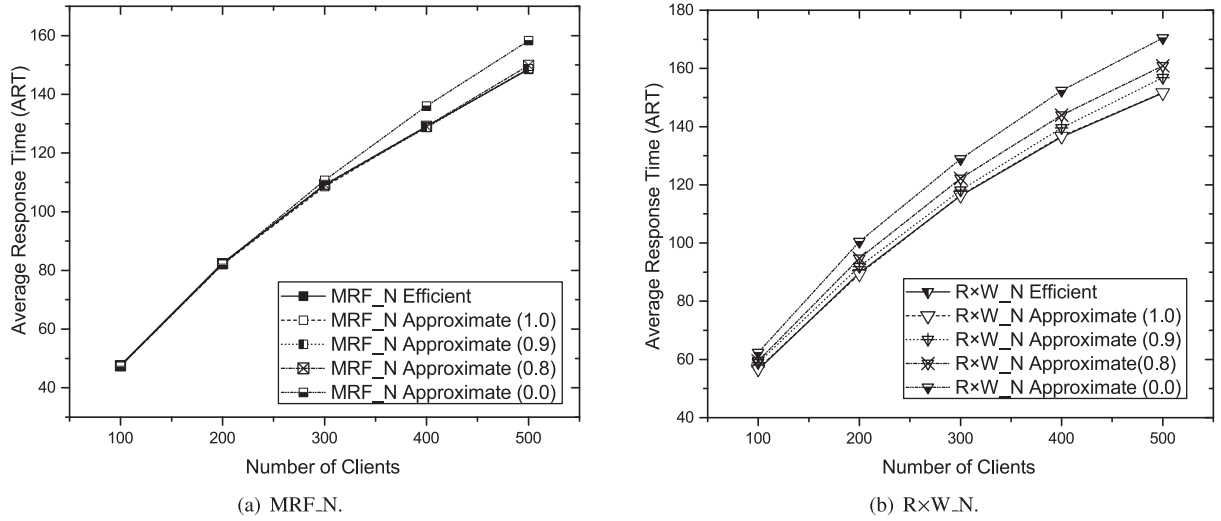 Average Response Time (ART)
160
140
120
100
80
60
40
MRF_N Efficient
MRF_N Approximate (1.0)
MRF_N Approximate (0.9)
MRF_N Approximate (0.8)
MRF_N Approximate (0.0)
100 200 300 400 500
Number of Clients
(a) MRF_N.
Average Response Time (ART)
180
160
140
120
100
80
60
40
R×W_N Efficient
R×W_N Approximate (1.0)
R×W_N Approximate (0.9)
R×W_N Approximate(0.8)
R×W_N Approximate (0.0)
100 200 300 400 500
Number of Clients
(b) R×W_N.